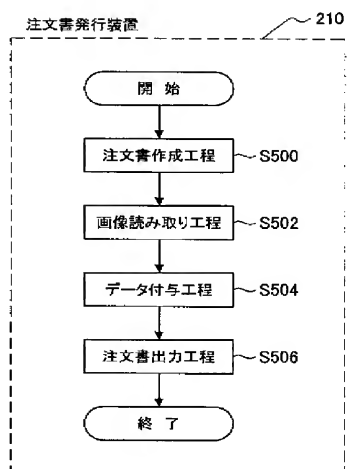 注文書発行装置
210
開 始
注文書作成工程
S500
画像読み取り工程
S502
データ付与工程
S504
注文書出力工程
S506
終 了